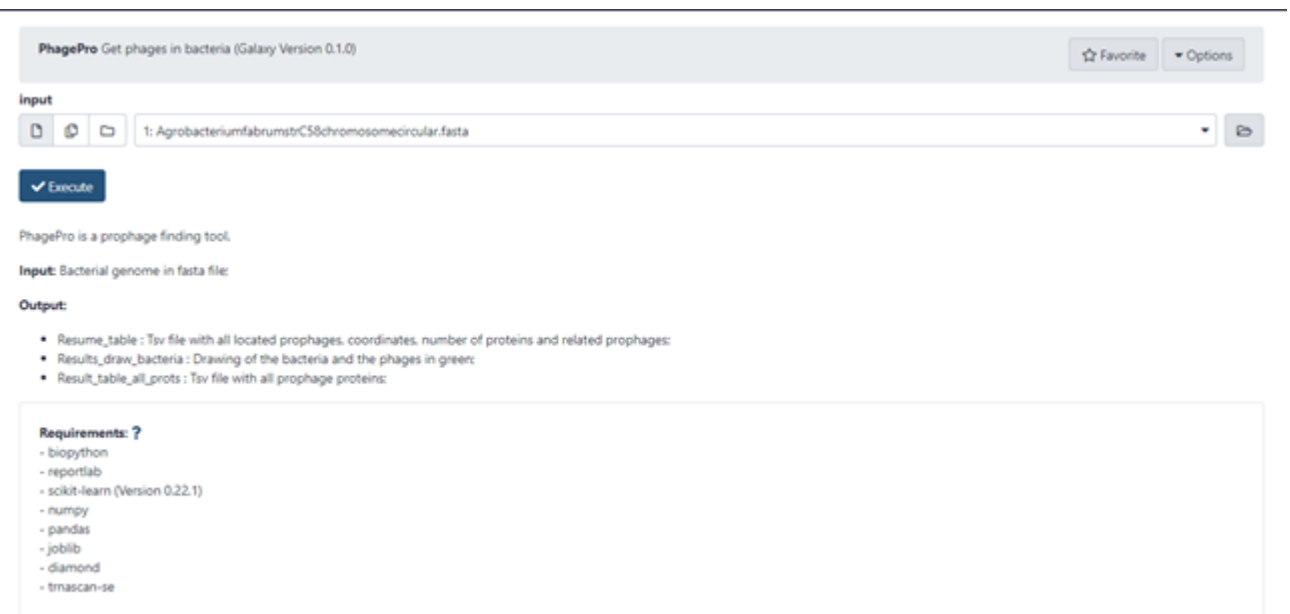 PhagePro Get phages in bacteria (Galaxy Version 0.1.0)
Favorite
Options
input
1: AgrobacteriumfabrumstrC58chromosomecircular.fasta
Execute
PhagePro is a prophage finding tool.
Input: Bacterial genome in fasta file;
Output:
• Resume_table : Tsv file with all located prophages, coordinates, number of proteins and related prophages;
• Results_draw_bacteria : Drawing of the bacteria and the phages in green;
• Result_table_all_prots : Tsv file with all prophage proteins;
Requirements: ?
- biopython
- reportlab
- scikit-learn (Version 0.22.1)
- numpy
- pandas
- joblib
- diamond
- trnascan-se